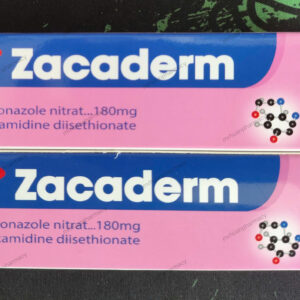 Zacaderm
onazole nitrat...180mg
amidine diisethionate
Zacaderm
onazole nitrat...180mg
amidine diisethionate